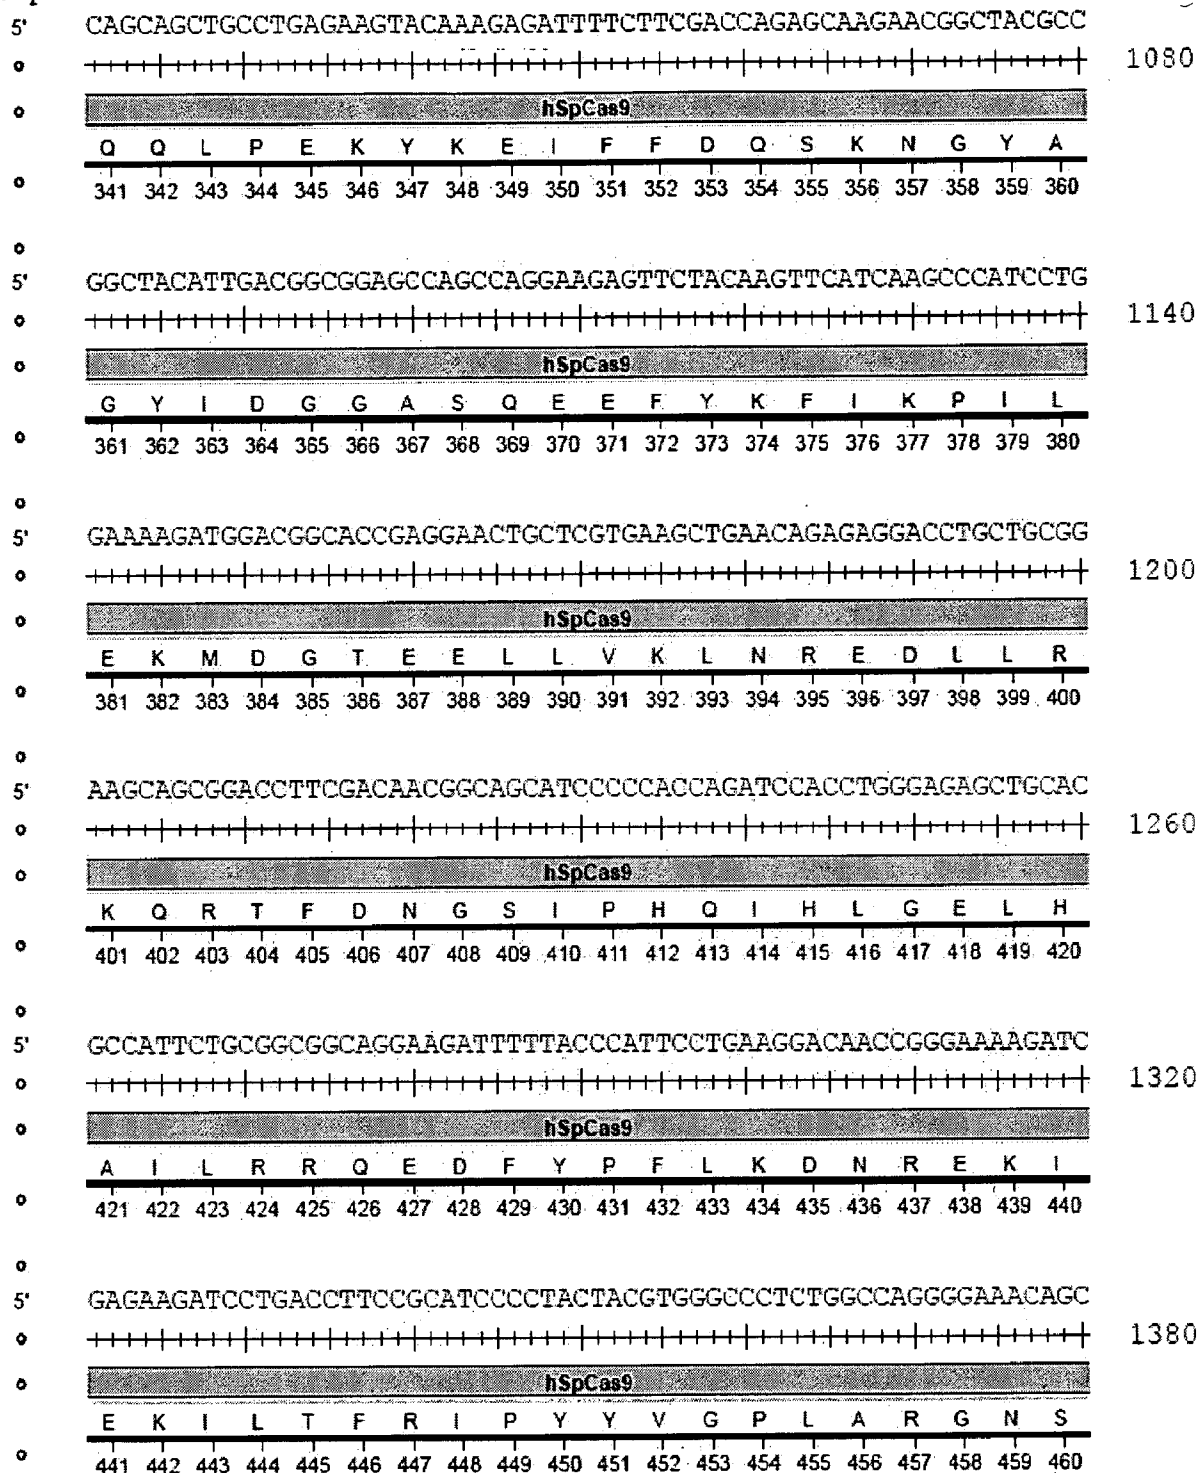 5' CAGCAGCTGCCTGAGAAGTACAAAGAGATTTTCTTCGACCAGAGCAAGAACGGCTACGCC
1080
hSpCas9
Q Q L P E K Y K E I F F D Q S K N G Y A
341 342 343 344 345 346 347 348 349 350 351 352 353 354 355 356 357 358 359 360
5' GGCTACATTGACGGCGGAGCCAGCCAGGAAGAGTTCTACAAGTTCATCAAGCCCATCCTG
1140
hSpCas9
G Y I D G G A S Q E E F Y K F I K P I L
361 362 363 364 365 366 367 368 369 370 371 372 373 374 375 376 377 378 379 380
5' GAAAAGATGGACGGCACCGAGGAACTGCTCGTGAAGCTGAACAGAGAGGACCTGCTGCGG
1200
hSpCas9
E K M D G T E E L L V K L N R E D L L R
381 382 383 384 385 386 387 388 389 390 391 392 393 394 395 396 397 398 399 400
5' AAGCAGCGGACCTTCGACAACGGCAGCATCCCCCACCAGATCCACCTGGGAGAGCTGCAC
1260
hSpCas9
K Q R T F D N G S I P H Q I H L G E L H
401 402 403 404 405 406 407 408 409 410 411 412 413 414 415 416 417 418 419 420
5' GCCATTCTGCGGCGGCAGGAAGATTTTTACCCATTCCTGAAGGACAACCGGGAAAAGATC
1320
hSpCas9
A I L R R Q E D F Y P F L K D N R E K I
421 422 423 424 425 426 427 428 429 430 431 432 433 434 435 436 437 438 439 440
5' GAGAAGATCCTGACCTTCCGCATCCCCTACTACGTGGGCCCTCTGGCCAGGGGAAACAGC
1380
hSpCas9
E K I L T F R I P Y Y V G P L A R G N S
441 442 443 444 445 446 447 448 449 450 451 452 453 454 455 456 457 458 459 460